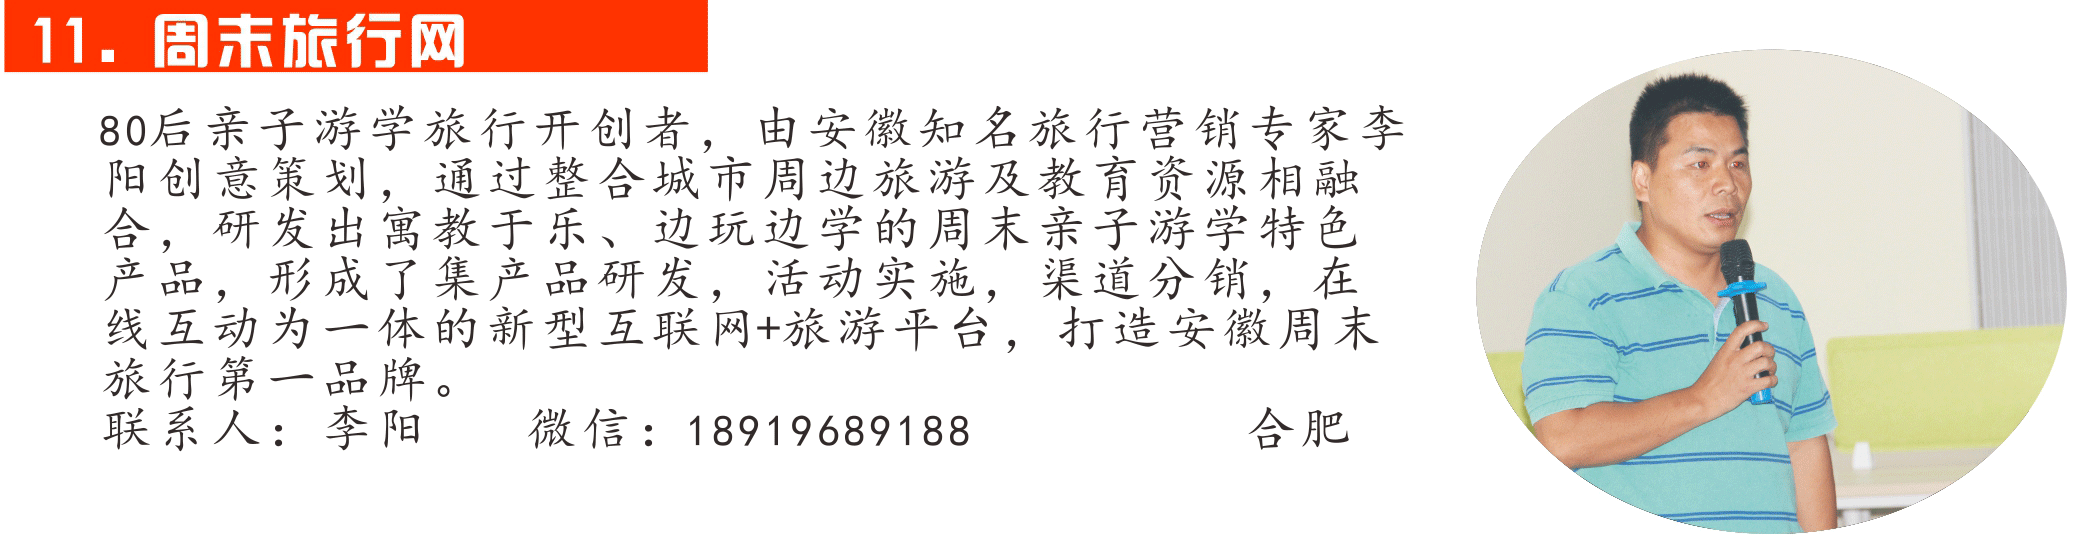 11. 周末旅行网
80后亲子游学旅行开创者，由安徽知名旅行营销专家李
阳创意策划，通过整合城市周边旅游及教育资源相融
合，研发出寓教于乐、边玩边学的周末亲子游学特色
产品，形成了集产品研发，活动实施，渠道分销，在
线互动为一体的新型互联网+旅游平台，打造安徽周末
旅行第一品牌。
联系人：李阳 微信：18919689188 合肥